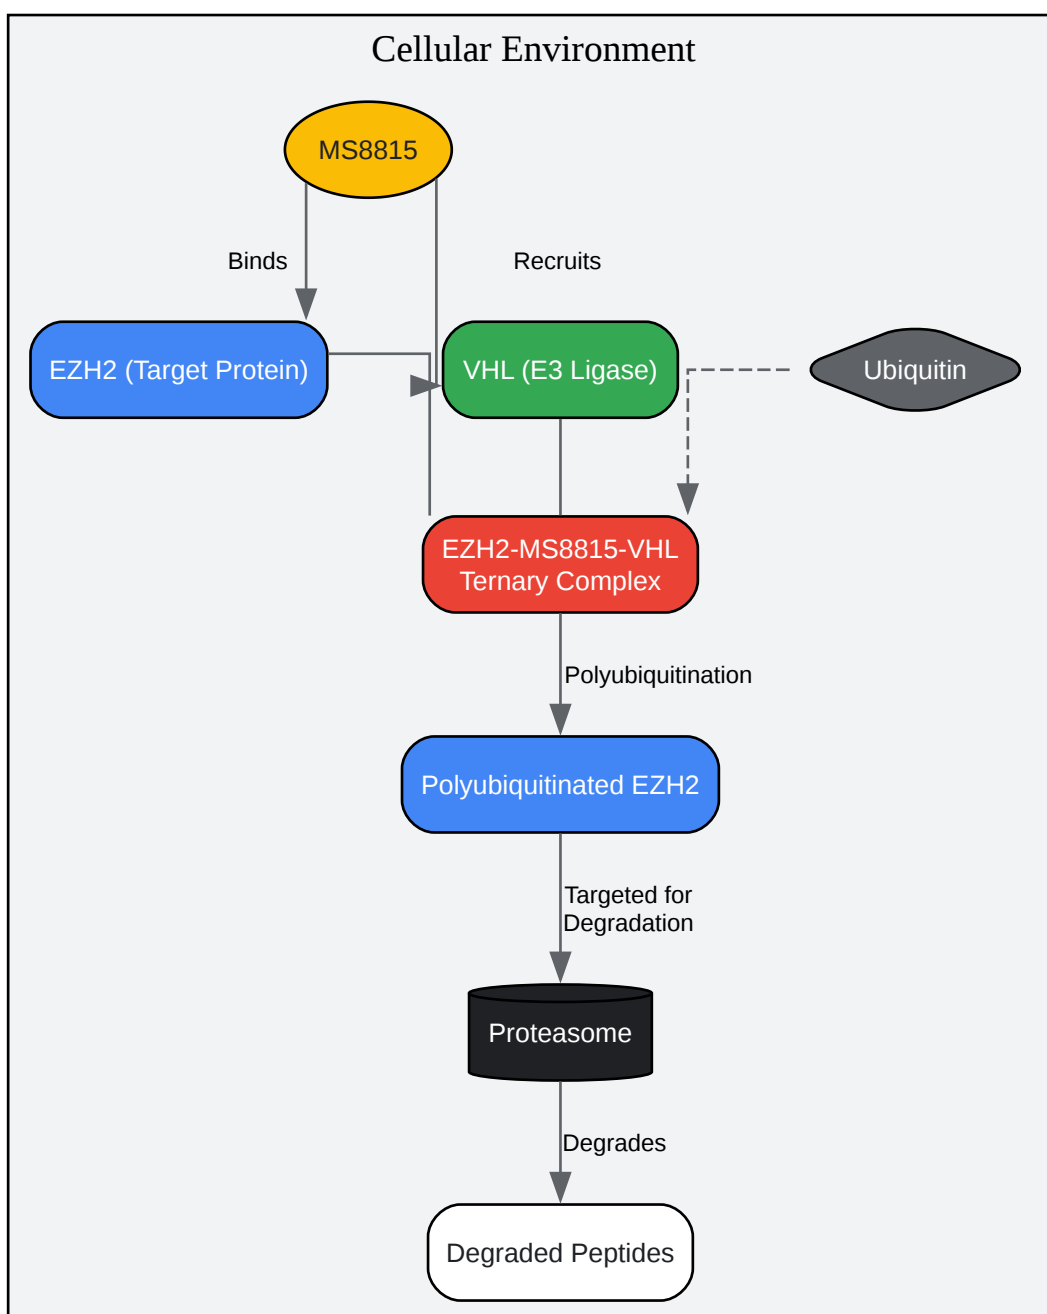 Cellular Environment
MS8815
Binds
Recruits
EZH2 (Target Protein)
VHL (E3 Ligase)
Ubiquitin
EZH2-MS8815-VHL
Ternary Complex
Polyubiquitination
Polyubiquitinated EZH2
Targeted for
Degradation
Proteasome
Degrades
Degraded Peptides